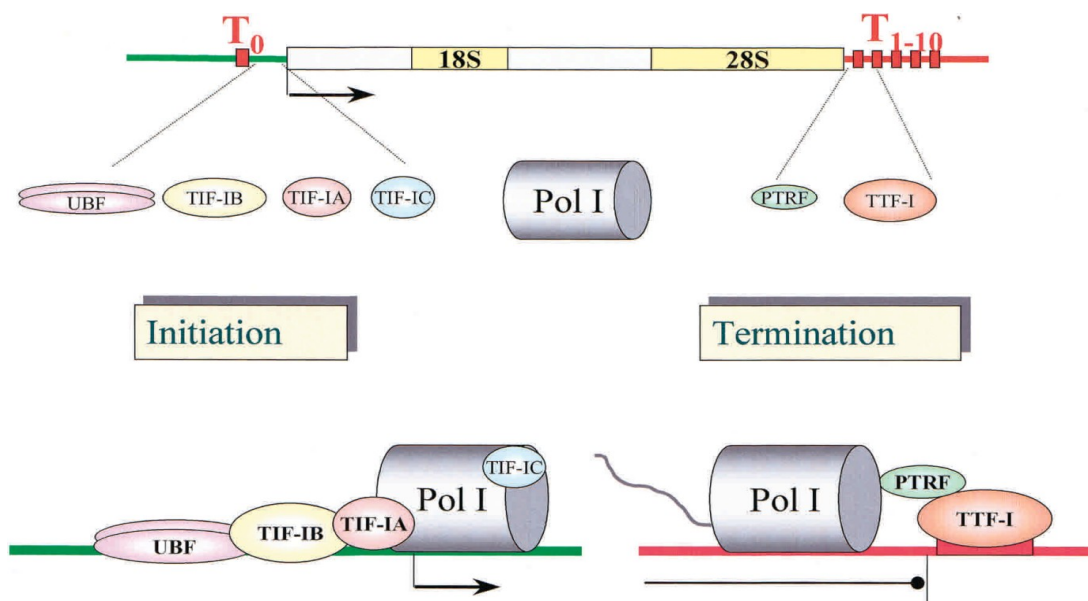 T0
T1-10
18S
28S
UBF
TIF-IB
TIF-IA
TIF-IC
Pol I
PTRF
TTF-I
Initiation
Termination
TIF-IC
Pol I
TIF-IA
TIF-IB
UBF
Pol I
PTRF
TTF-I